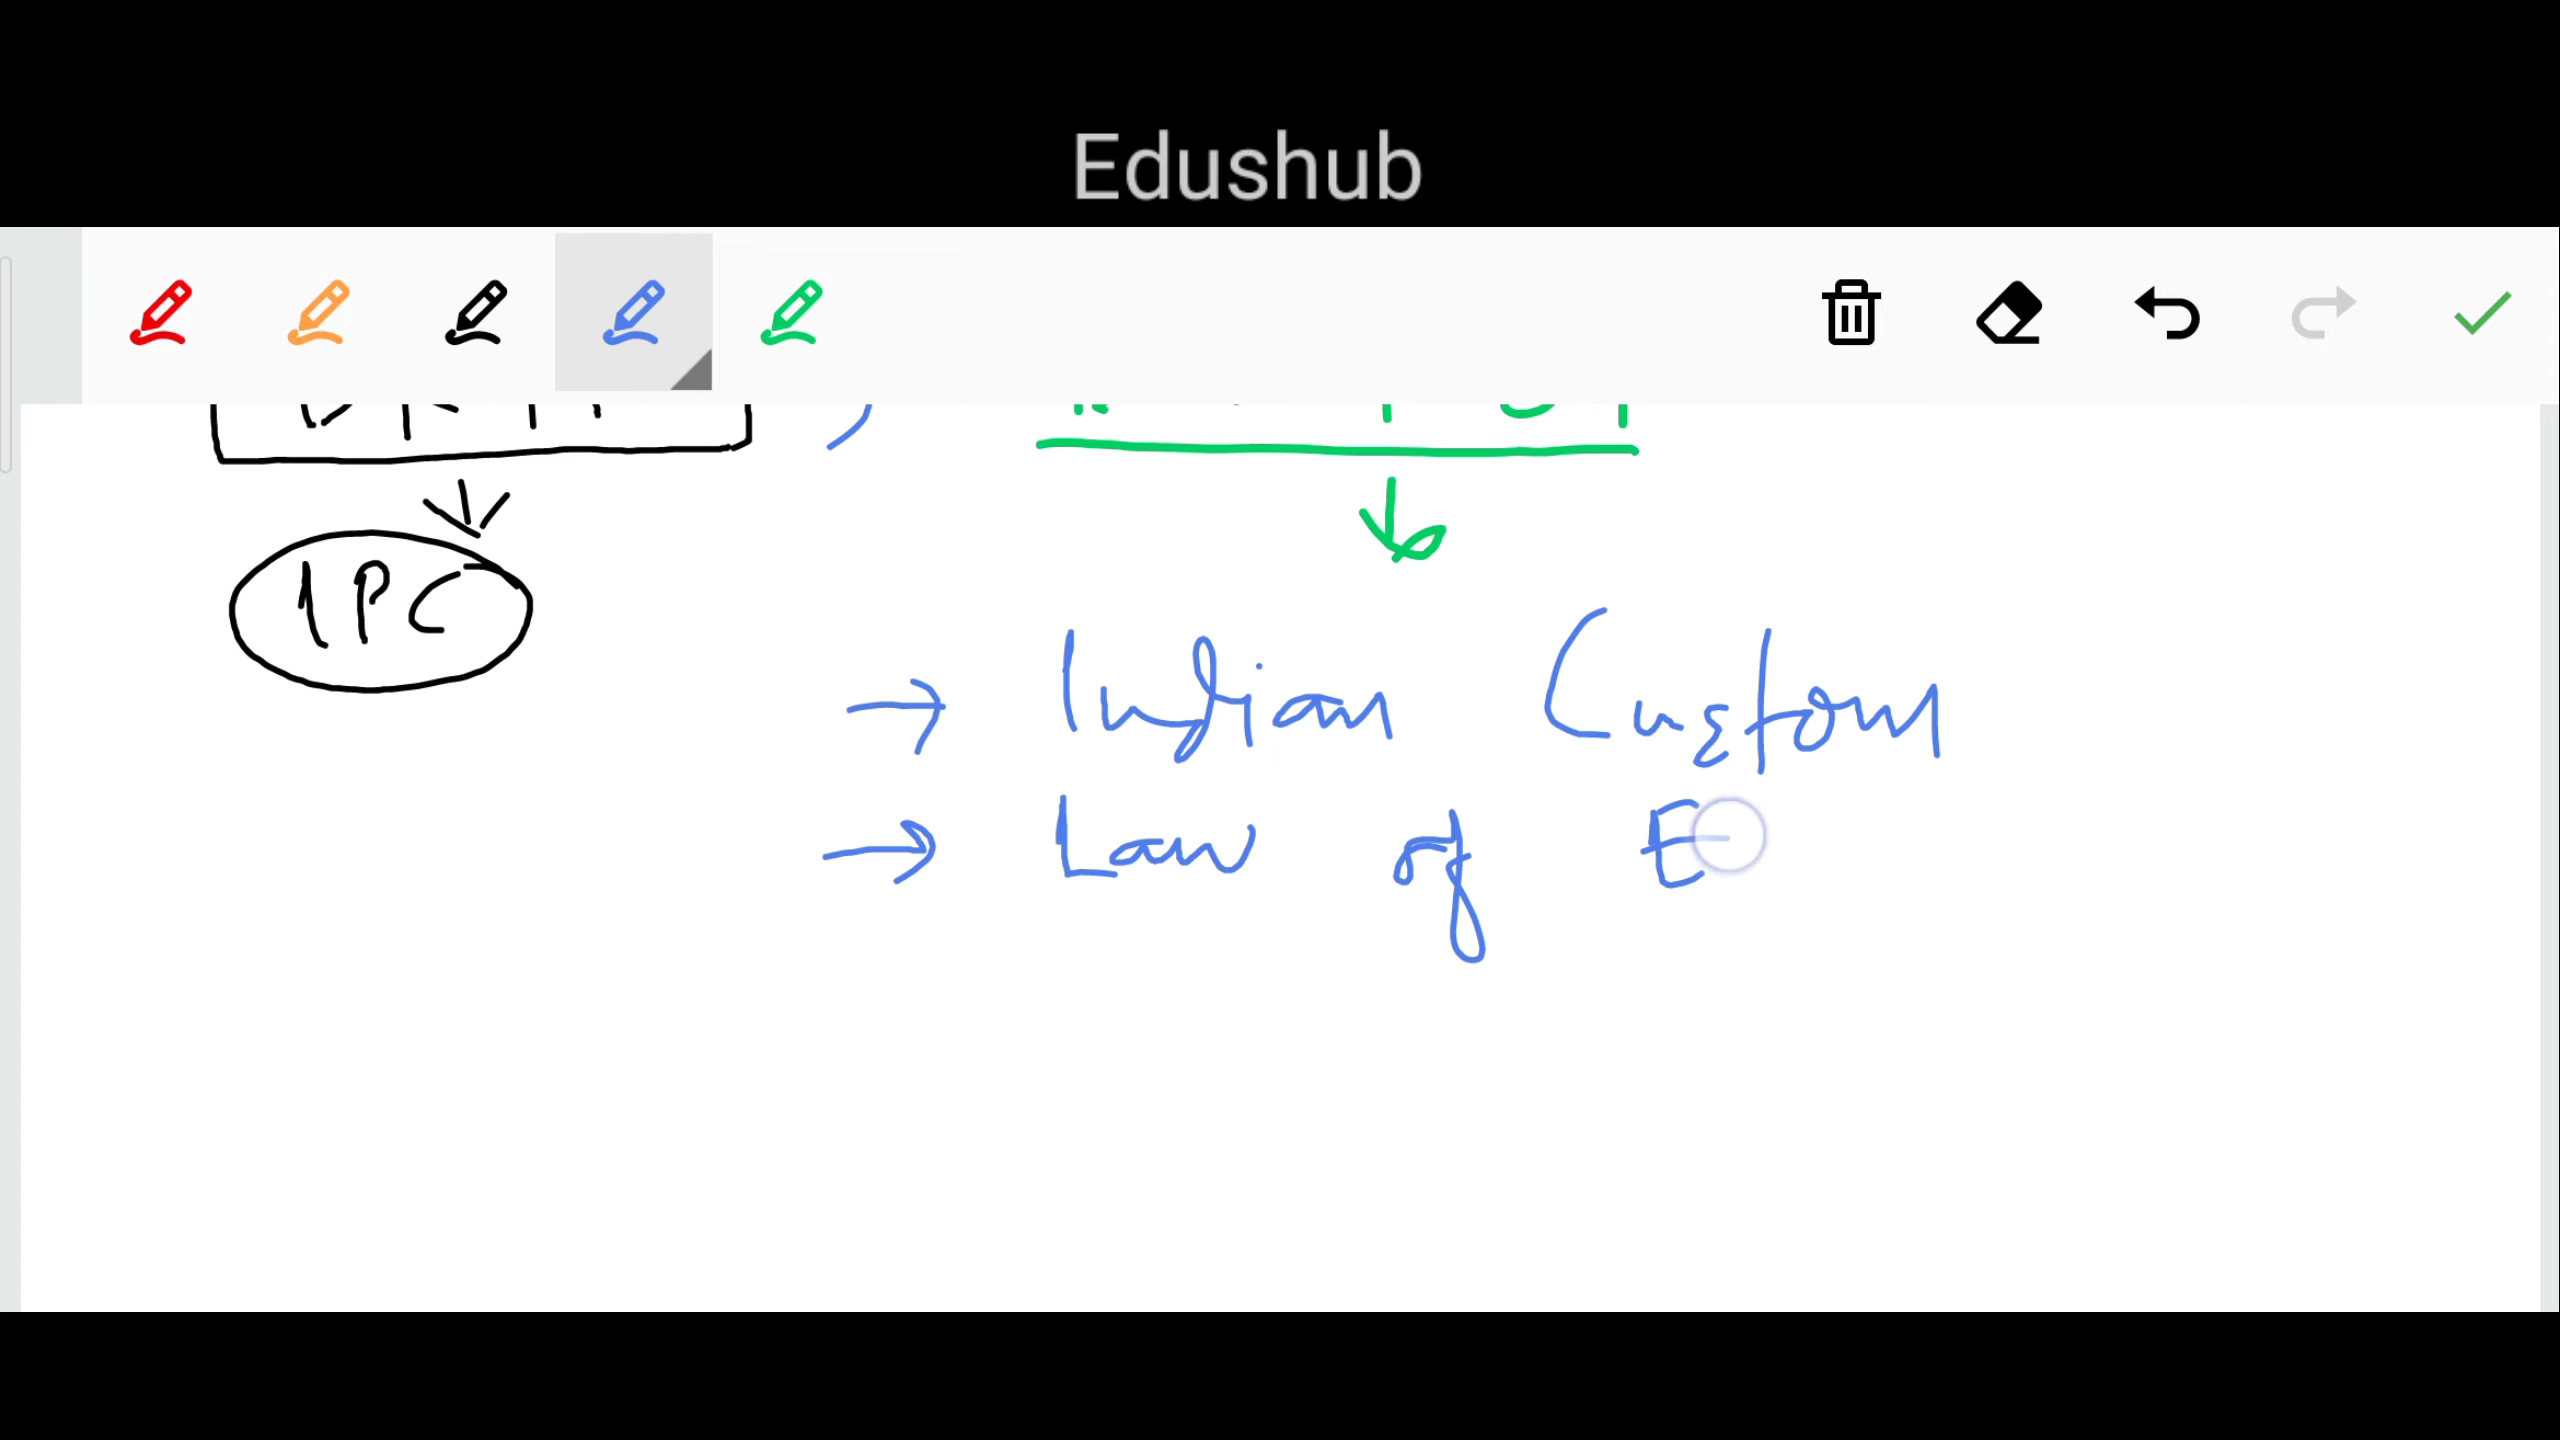 Edushub
IPC
→ Indian Custom
→ Law of E